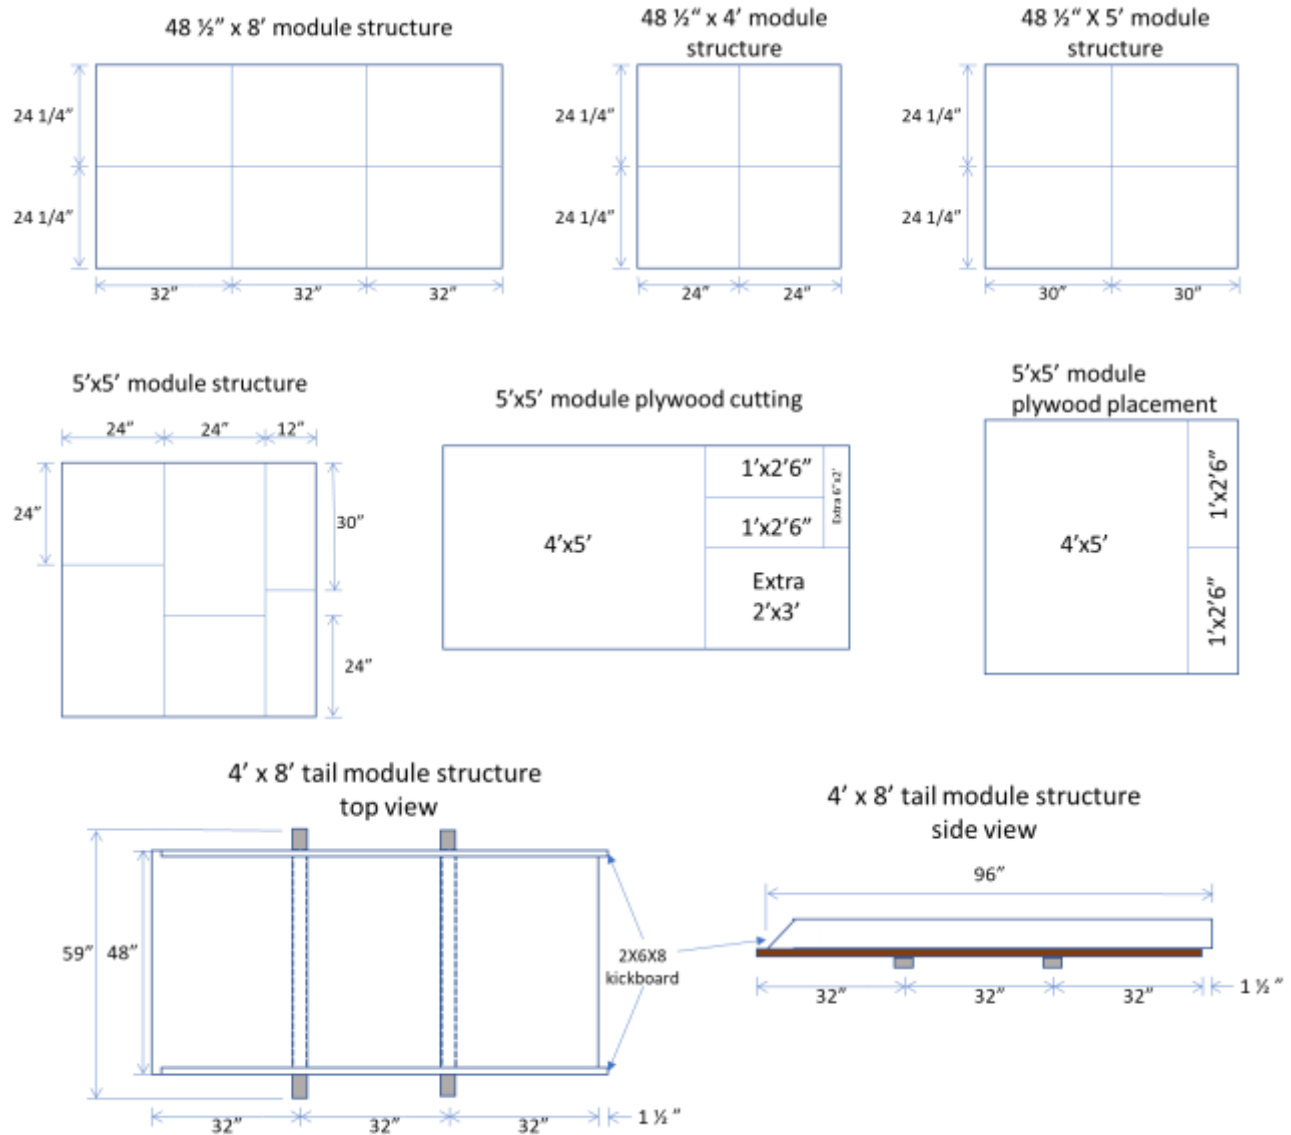 48 ½” x 8’ module structure
24 1/4”
24 1/4”
32”
32”
32”
48 ½“ x 4’ module
structure
24 1/4”
24 1/4”
24”
24”
48 ½“ X 5’ module
structure
24 1/4”
24 1/4”
30”
30”
5’x5’ module structure
24”
24”
12”
24”
30”
24”
5’x5’ module plywood cutting
4’x5’
1’x2’6”
1’x2’6”
Extra 6”x2’
Extra
2’x3’
5’x5’ module
plywood placement
4’x5’
1’x2’6”
1’x2’6”
4’ x 8’ tail module structure
top view
59”
48”
32”
32”
32”
1 ½ “
2X6X8
kickboard
4’ x 8’ tail module structure
side view
96”
32”
32”
32”
1 ½ “